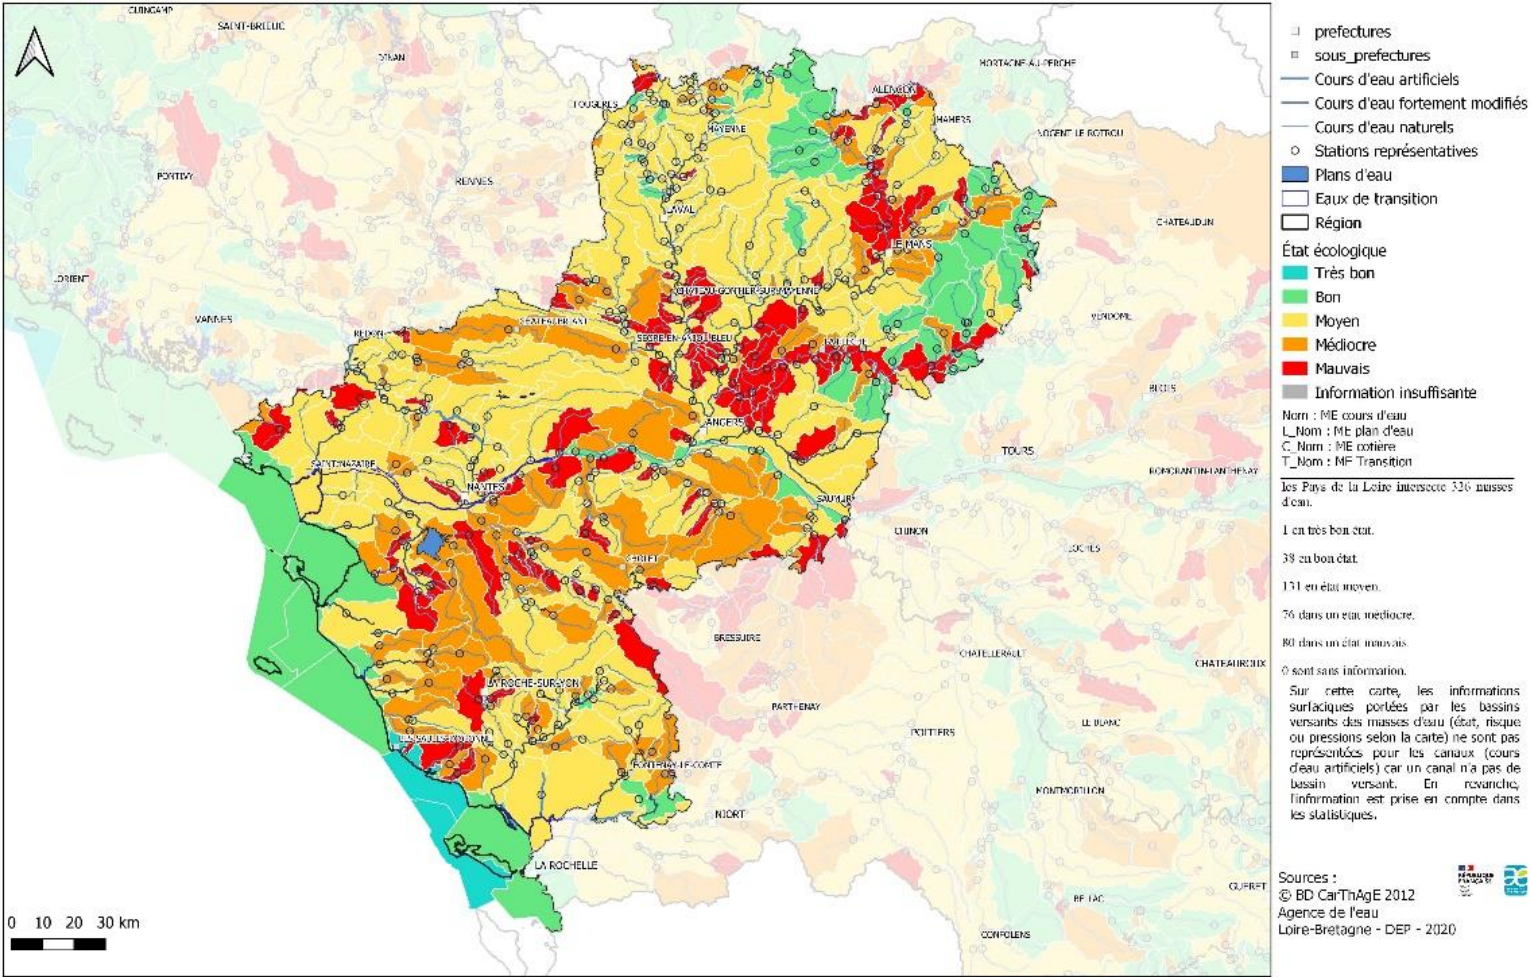 GUINGAMP
SAINT-BRIEUC
DINAN
MORTAGNE-AU-PERCHE
ALENÇON
FOUGERES
MAYENNE
MAMERS
NOGENT LE ROTROU
PONTIVY
RENNES
LAVAL
CHATEAUDUN
LE MANS
LORIENT
CHATEAU-GONTIER-SUR-MAYENNE
VANNES
REDON
CHATEAUBRIANT
VENDOME
SEGRE-EN-ANJOU BLEU
BLOIS
ANGERS
TOURS
SAINT-NAZAIRE
ROMORANTIN-LANTHENAY
NANTES
SAUMUR
CHINON
LOCHES
CHOLET
BRESSUIRE
CHATELLERAULT
CHATEAUROUX
LA ROCHE-SUR-YON
PARTHENAY
LE BLANC
POITIERS
LES SABLES-D'OLONNE
FONTENAY-LE-COMTE
MONTMORILLON
NIORT
LA ROCHELLE
GUERET
BELLAC
CONFOLENS
0 10 20 30 km
prefectures
sous_prefectures
Cours d'eau artificiels
Cours d'eau fortement modifiés
Cours d'eau naturels
Stations représentatives
Plans d'eau
Eaux de transition
Région
État écologique
Très bon
Bon
Moyen
Médiocre
Mauvais
Information insuffisante
Nom : ME cours d'eau
L_Nom : ME plan d'eau
C_Nom : ME cotière
T_Nom : ME Transition
les Pays de la Loire intersecte 336 masses
d'eau.
1 en très bon état.
38 en bon état.
131 en état moyen.
76 dans un etat médiocre.
80 dans un état mauvais.
0 sont sans information.
Sur cette carte, les informations
surfaciques portées par les bassins
versants des masses d'eau (état, risque
ou pressions selon la carte) ne sont pas
représentées pour les canaux (cours
d'eau artificiels) car un canal n'a pas de
bassin versant. En revanche,
l'information est prise en compte dans
les statistiques.
Sources :
© BD CarThAgE 2012
Agence de l'eau
Loire-Bretagne - DEP - 2020
RÉPUBLIQUE
FRANÇAISE